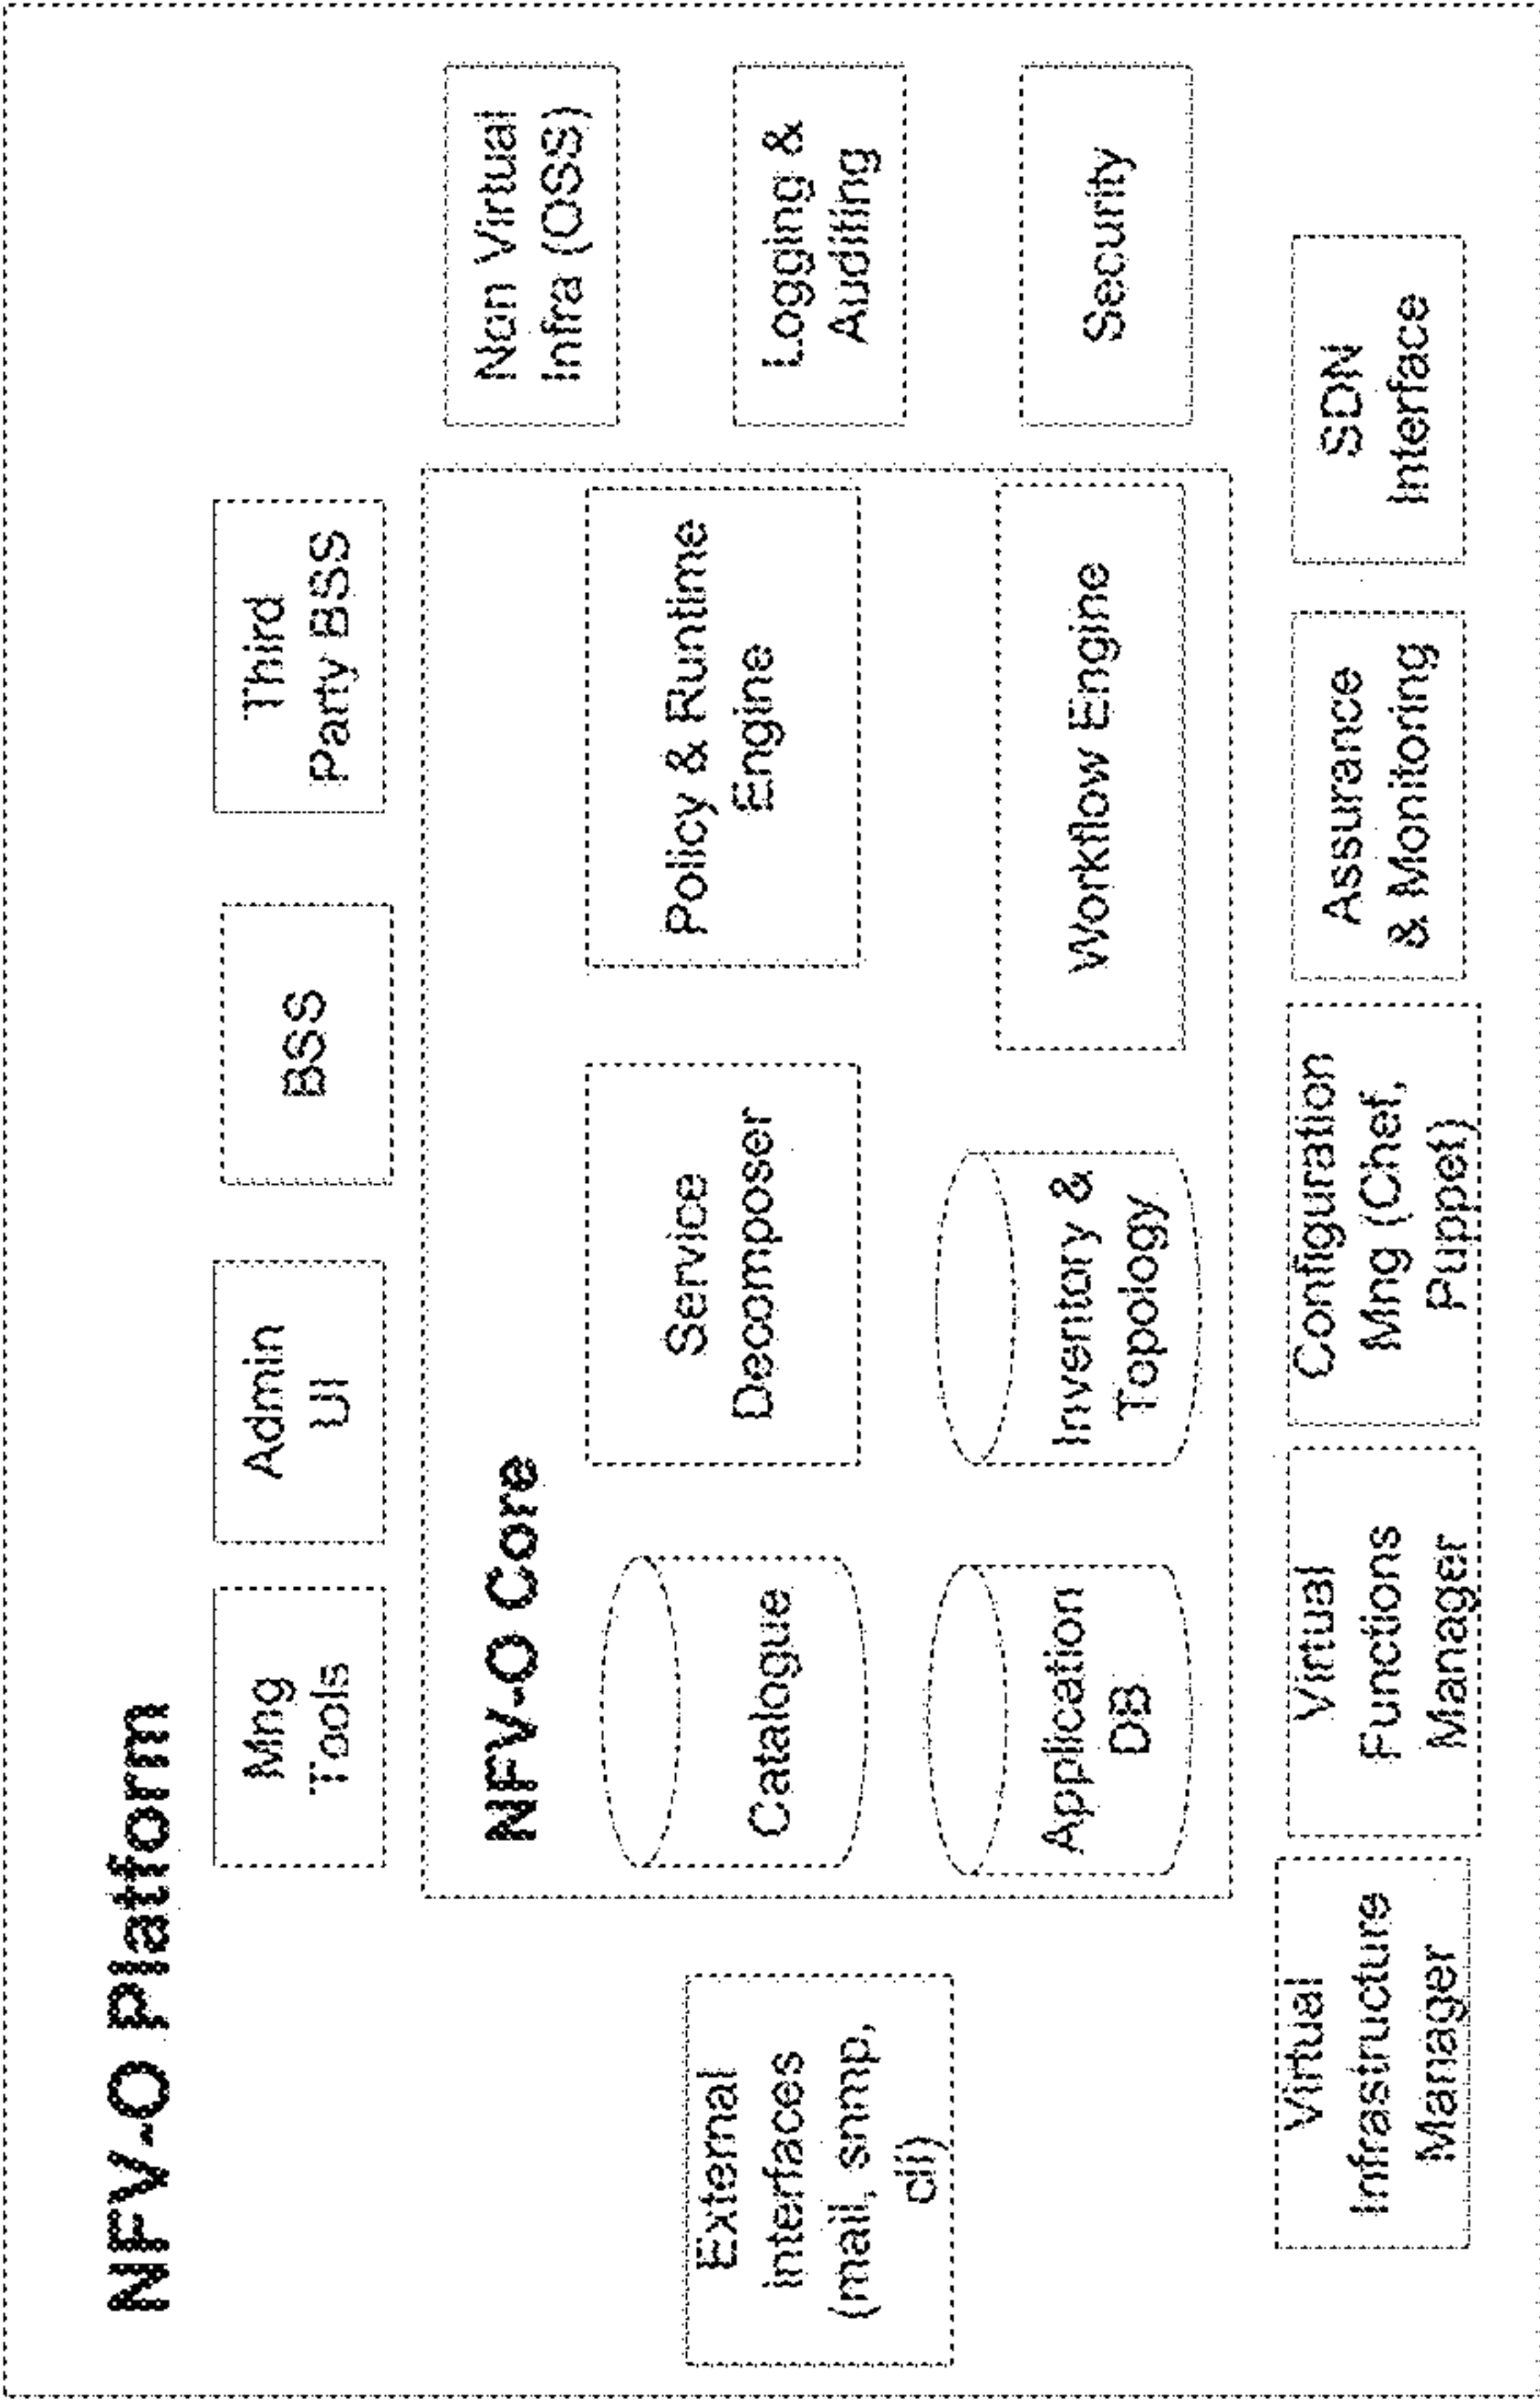 NFV-O Platform
Mng
Tools
Admin
UI
BSS
Third
Party BSS
External
interfaces
(mail, snmp,
cli)
NFV-O Core
Catalogue
Service
Decomposer
Policy & Runtime
Engine
Application
DB
Inventory &
Topology
Workflow Engine
Non Virtual
Infra (OSS)
Logging &
Auditing
Security
Virtual
Infrastructure
Manager
Virtual
Functions
Manager
Configuration
Mng (Chef,
Puppet)
Assurance
& Monitoring
SDN
Interface